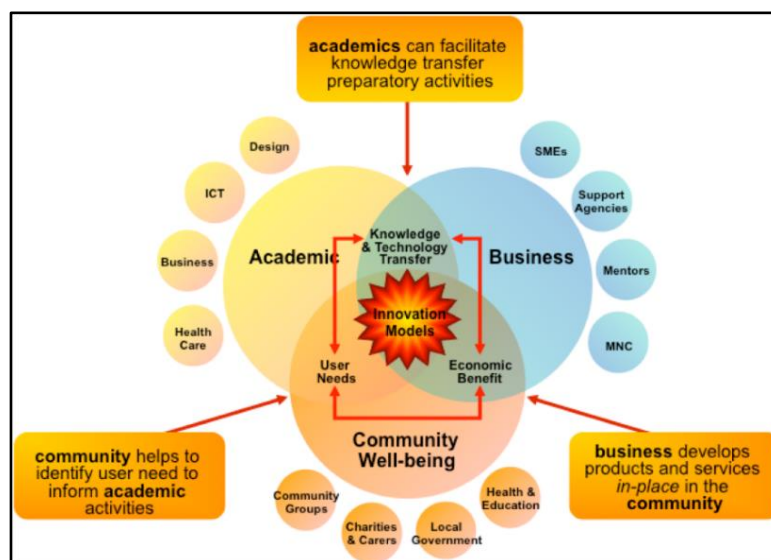 academics can facilitate
knowledge transfer
preparatory activities
Design
ICT
Business
Health
Care
SMEs
Support
Agencies
Mentors
MNC
Academic
Knowledge
& Technology
Transfer
Business
Innovation
Models
User
Needs
Economic
Benefit
Community
Well-being
community helps to
identify user need to
inform academic
activities
business develops
products and services
in-place in the
community
Community
Groups
Charities
& Carers
Local
Government
Health &
Education